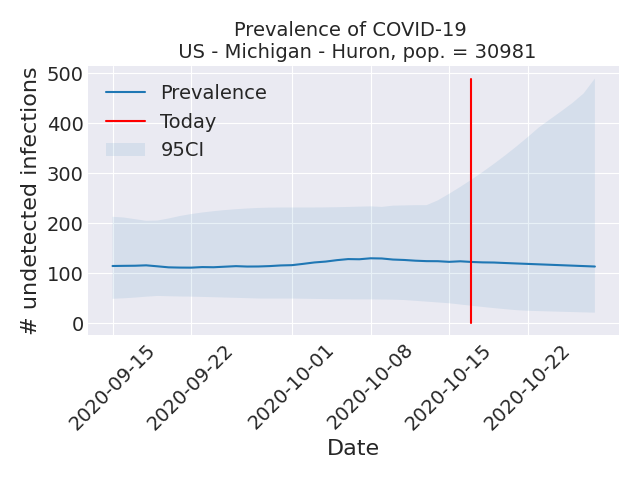 Prevalence of COVID-19
US - Michigan - Huron, pop. = 30981
# undetected infections
500
400
300
200
100
0
Prevalence
Today
95CI
2020-09-15
2020-09-22
2020-10-01
2020-10-08
2020-10-15
2020-10-22
Date